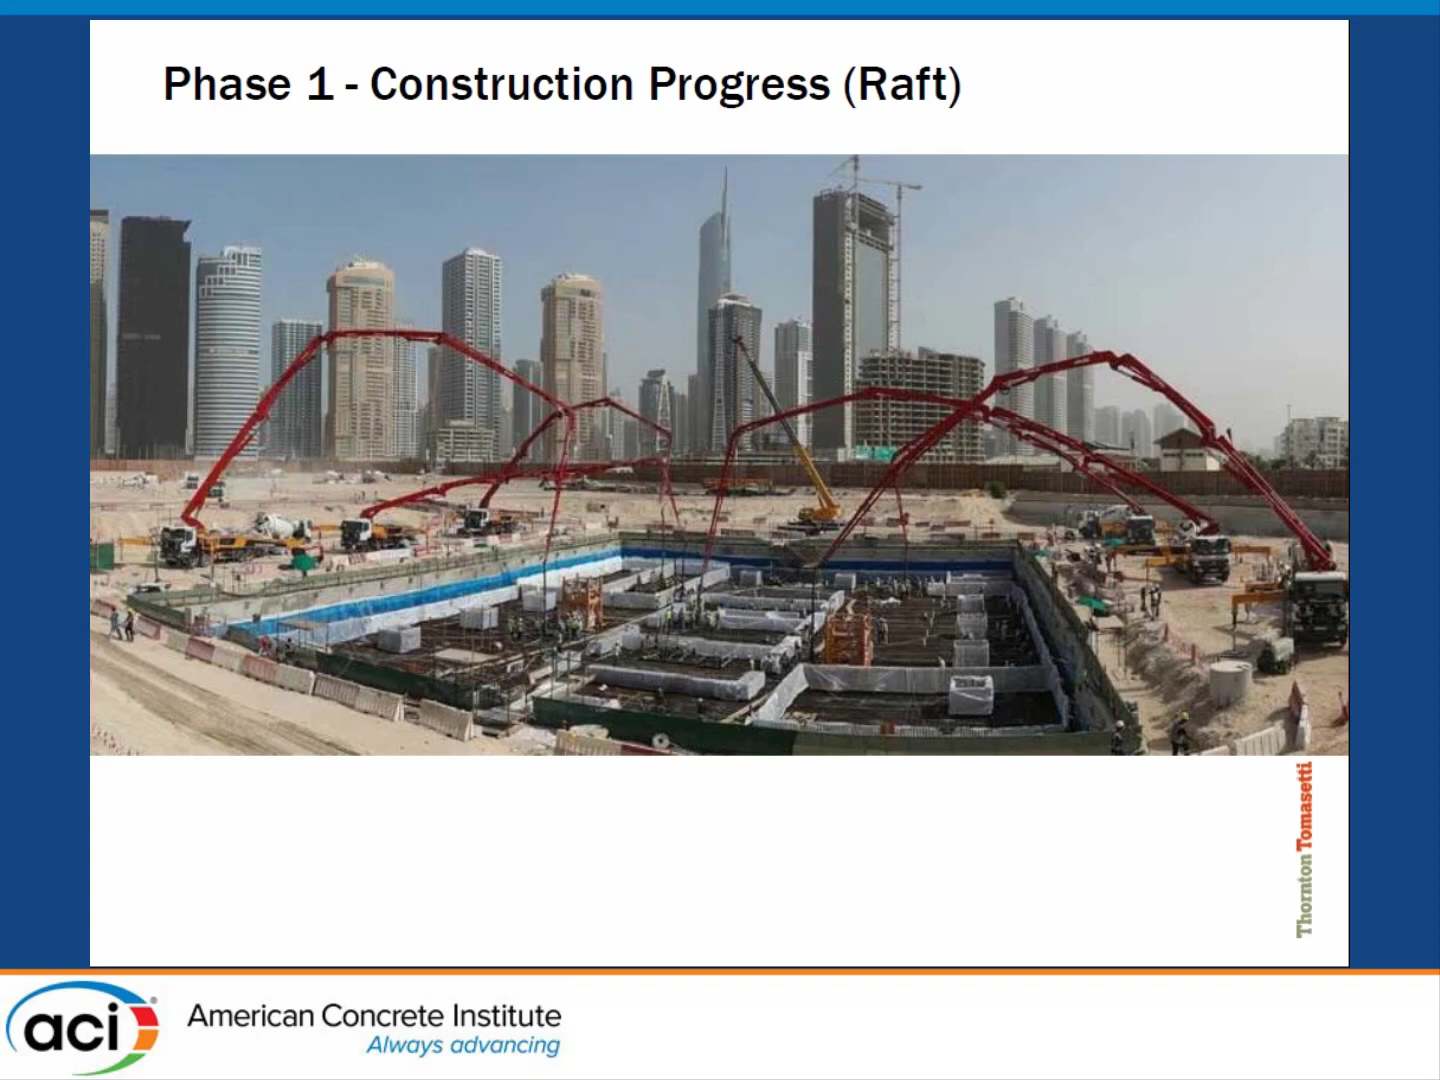 Phase 1 - Construction Progress (Raft)
Thornton Tomasetti
aci®
American Concrete Institute
Always advancing